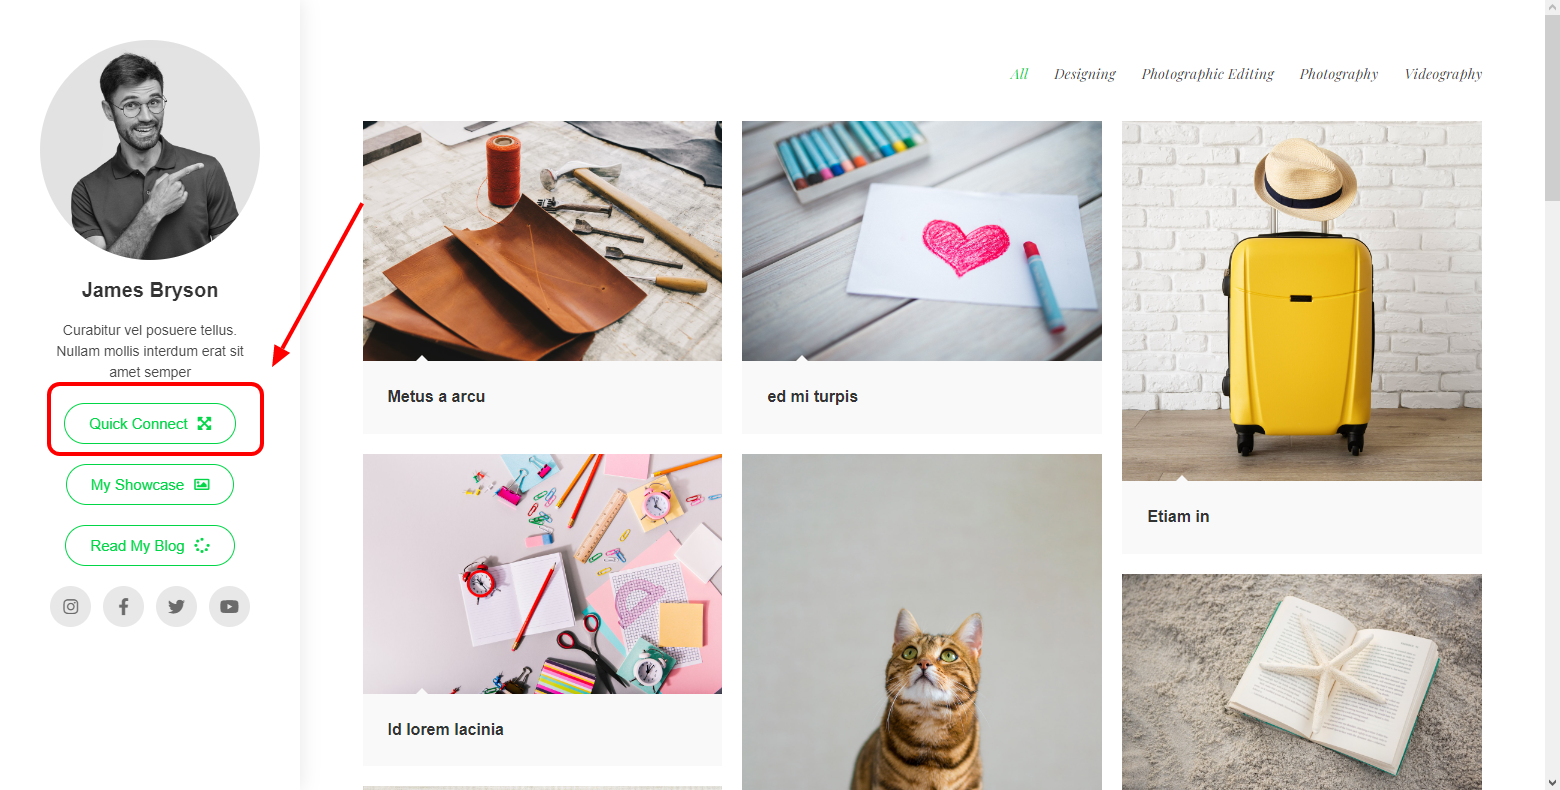 James Bryson
Curabitur vel posuere tellus.
Nullam mollis interdum erat sit
amet semper
Quick Connect
My Showcase
Read My Blog
All Designing Photographic Editing Photography Videography
Metus a arcu
ed mi turpis
Etiam in
Id lorem lacinia